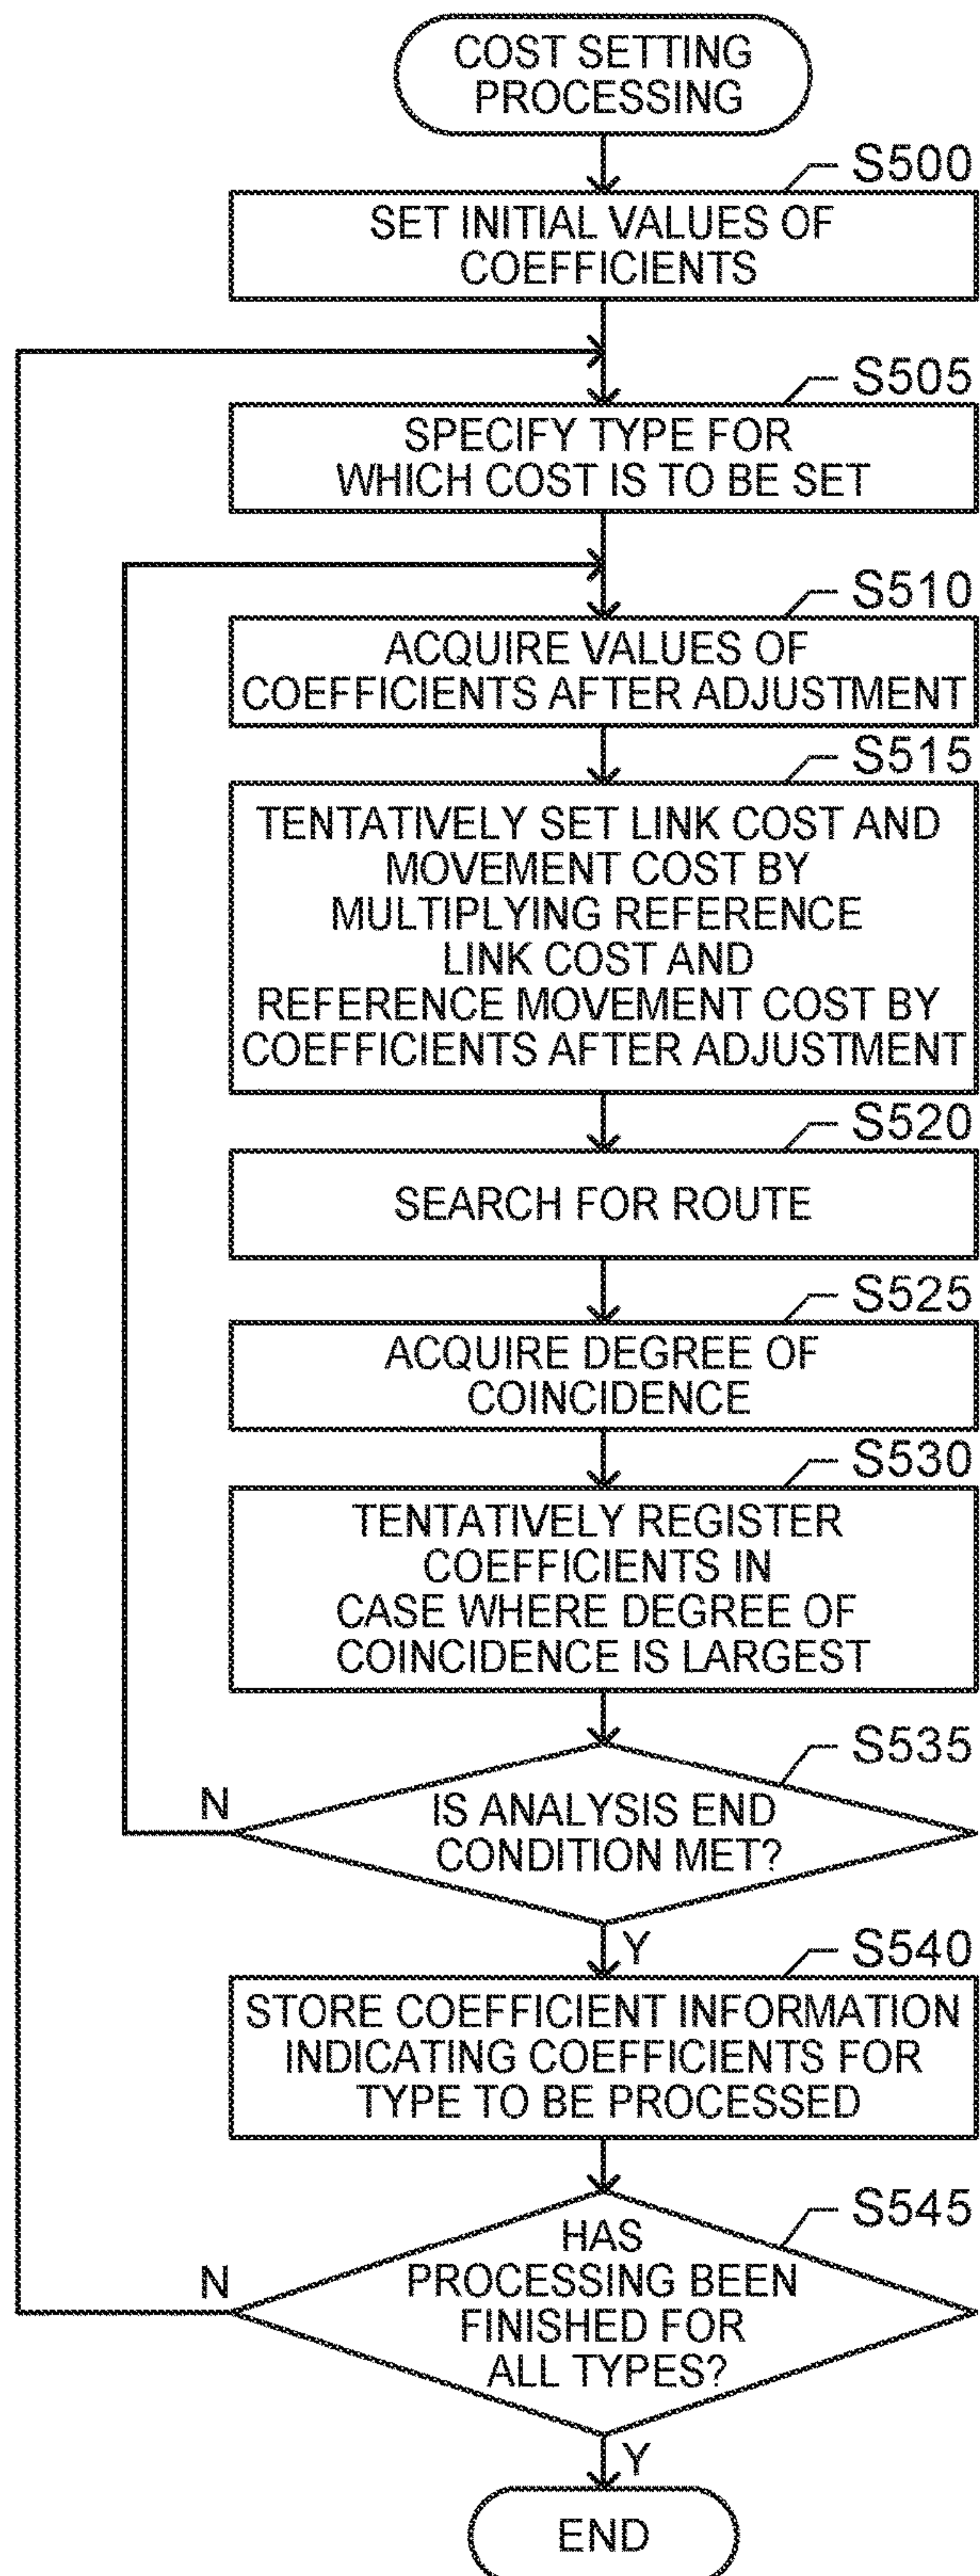 COST SETTING
PROCESSING
S500
SET INITIAL VALUES OF
COEFFICIENTS
S505
SPECIFY TYPE FOR
WHICH COST IS TO BE SET
S510
ACQUIRE VALUES OF
COEFFICIENTS AFTER ADJUSTMENT
S515
TENTATIVELY SET LINK COST AND
MOVEMENT COST BY
MULTIPLYING REFERENCE
LINK COST AND
REFERENCE MOVEMENT COST BY
COEFFICIENTS AFTER ADJUSTMENT
S520
SEARCH FOR ROUTE
S525
ACQUIRE DEGREE OF
COINCIDENCE
S530
TENTATIVELY REGISTER
COEFFICIENTS IN
CASE WHERE DEGREE OF
COINCIDENCE IS LARGEST
S535
N
IS ANALYSIS END
CONDITION MET?
Y
S540
STORE COEFFICIENT INFORMATION
INDICATING COEFFICIENTS FOR
TYPE TO BE PROCESSED
S545
N
HAS
PROCESSING BEEN
FINISHED FOR
ALL TYPES?
Y
END